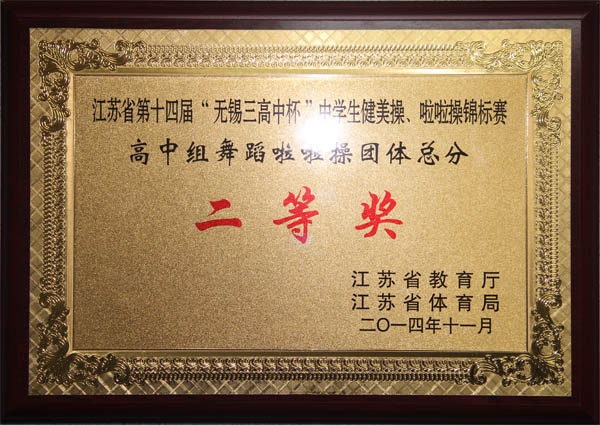 江苏省第十四届“无锡三高中杯”中学生健美操、啦啦操锦标赛
高中组舞蹈啦啦操团体总分
二等奖
江苏省教育厅
江苏省体育局
二〇一四年十一月